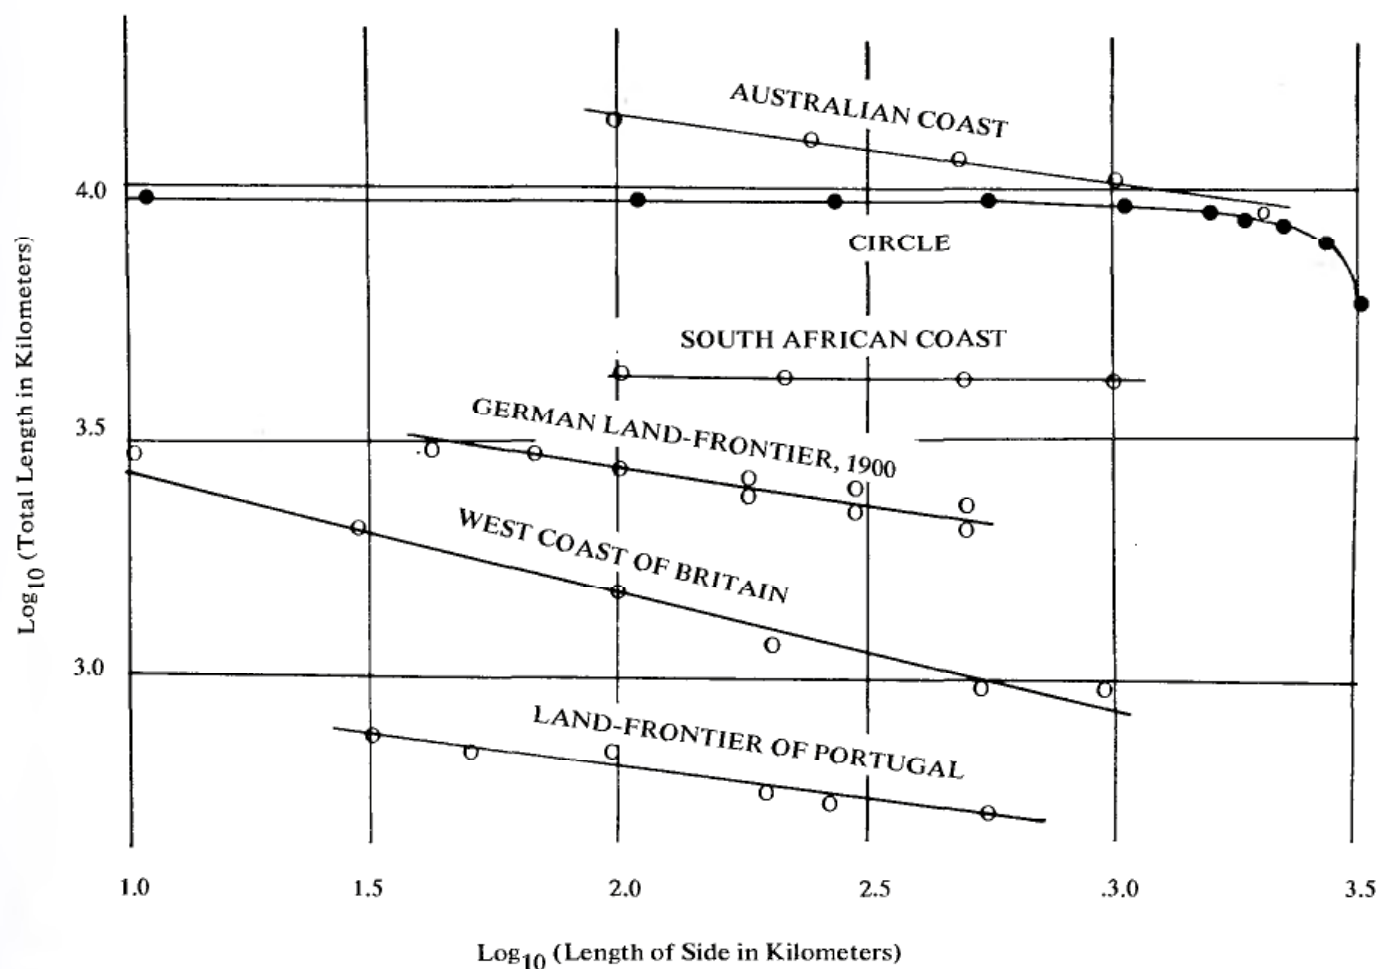 AUSTRALIAN COAST
4.0
CIRCLE
SOUTH AFRICAN COAST
GERMAN LAND-FRONTIER, 1900
3.5
WEST COAST OF BRITAIN
3.0
LAND-FRONTIER OF PORTUGAL
1.0 1.5 2.0 2.5 .3.0 3.5
Log10 (Length of Side in Kilometers)
Log10 (Total Length in Kilometers)